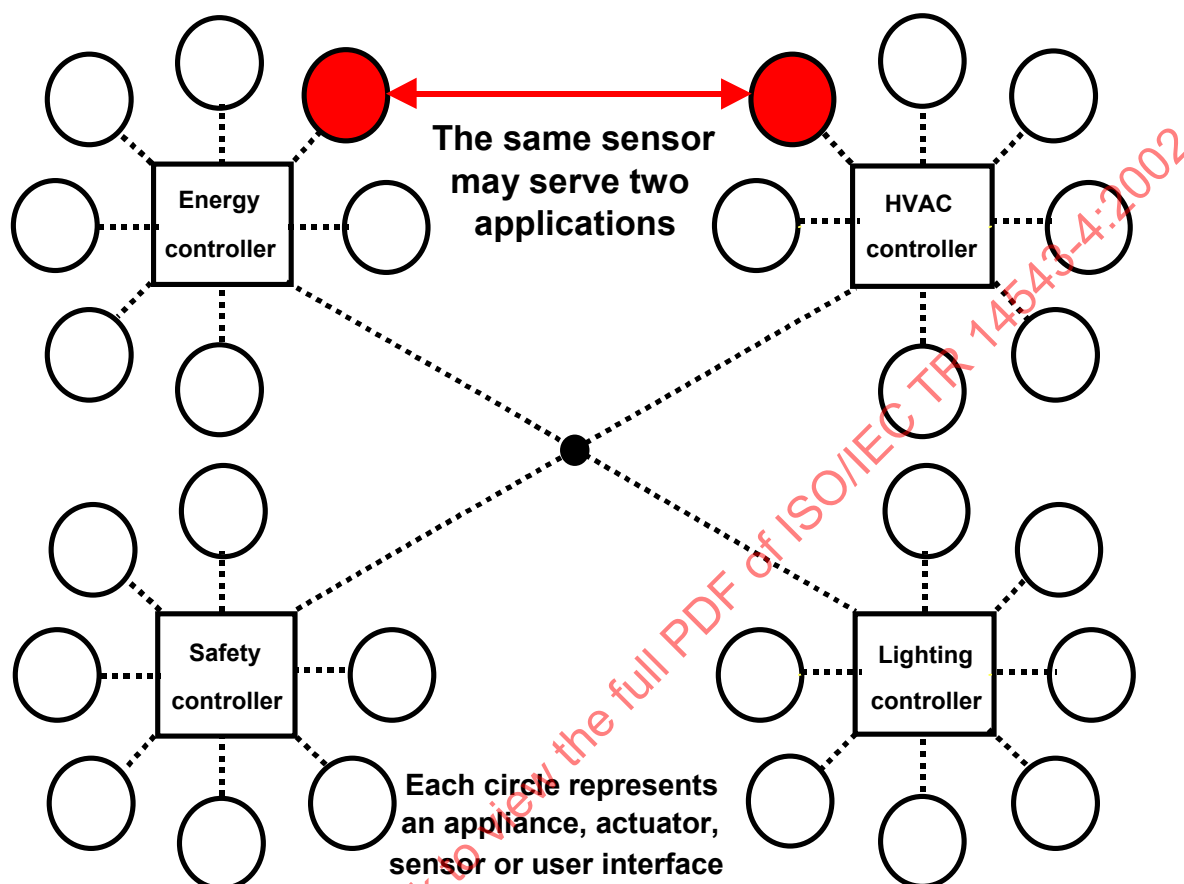 The same sensor
may serve two
applications
Energy
controller
HVAC
controller
Safety
controller
Lighting
controller
Each circle represents
an appliance, actuator,
sensor or user interface
to view the full PDF of ISO/IEC TR 14543-4:2002